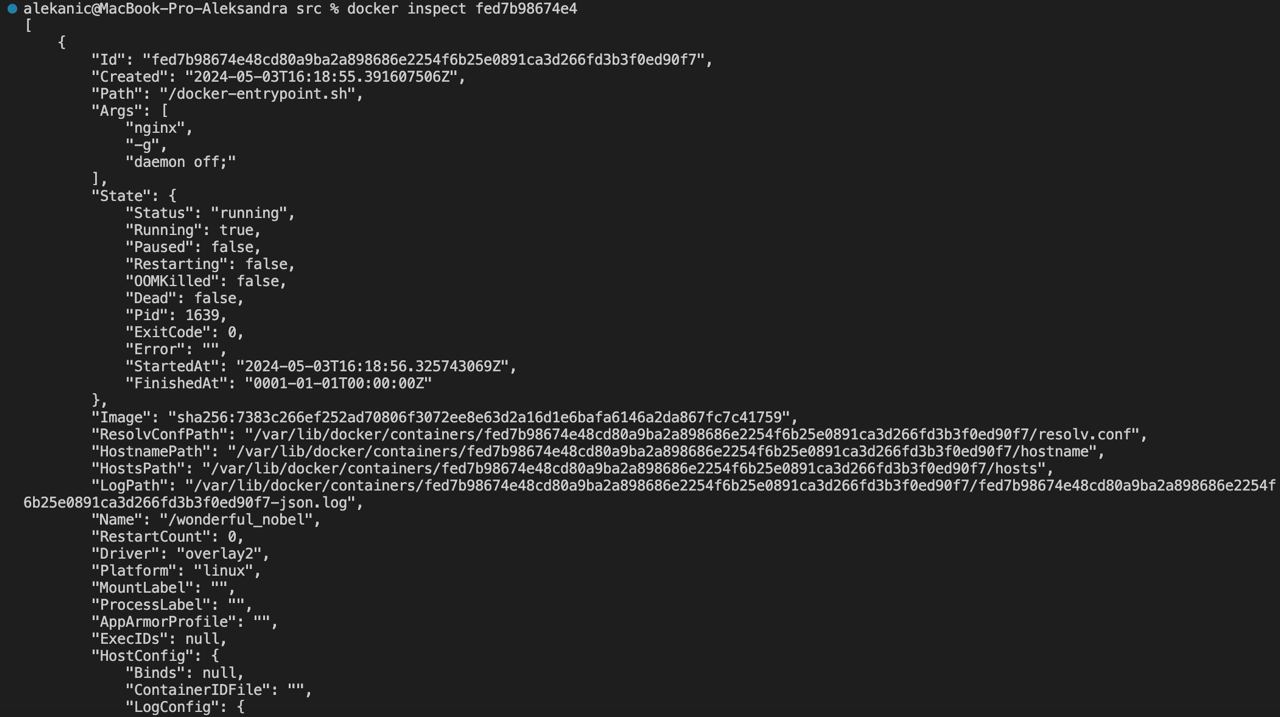 alekanic@MacBook-Pro-Aleksandra src % docker inspect fed7b98674e4
[
    {
        "Id": "fed7b98674e48cd80a9ba2a898686e2254f6b25e0891ca3d266fd3b3f0ed90f7",
        "Created": "2024-05-03T16:18:55.391607506Z",
        "Path": "/docker-entrypoint.sh",
        "Args": [
            "nginx",
            "-g",
            "daemon off;"
        ],
        "State": {
            "Status": "running",
            "Running": true,
            "Paused": false,
            "Restarting": false,
            "OOMKilled": false,
            "Dead": false,
            "Pid": 1639,
            "ExitCode": 0,
            "Error": "",
            "StartedAt": "2024-05-03T16:18:56.325743069Z",
            "FinishedAt": "0001-01-01T00:00:00Z"
        },
        "Image": "sha256:7383c266ef252ad70806f3072ee8e63d2a16d1e6bafa6146a2da867fc7c41759",
        "ResolvConfPath": "/var/lib/docker/containers/fed7b98674e48cd80a9ba2a898686e2254f6b25e0891ca3d266fd3b3f0ed90f7/resolv.conf",
        "HostnamePath": "/var/lib/docker/containers/fed7b98674e48cd80a9ba2a898686e2254f6b25e0891ca3d266fd3b3f0ed90f7/hostname",
        "HostsPath": "/var/lib/docker/containers/fed7b98674e48cd80a9ba2a898686e2254f6b25e0891ca3d266fd3b3f0ed90f7/hosts",
        "LogPath": "/var/lib/docker/containers/fed7b98674e48cd80a9ba2a898686e2254f6b25e0891ca3d266fd3b3f0ed90f7/fed7b98674e48cd80a9ba2a898686e2254f
6b25e0891ca3d266fd3b3f0ed90f7-json.log",
        "Name": "/wonderful_nobel",
        "RestartCount": 0,
        "Driver": "overlay2",
        "Platform": "linux",
        "MountLabel": "",
        "ProcessLabel": "",
        "AppArmorProfile": "",
        "ExecIDs": null,
        "HostConfig": {
            "Binds": null,
            "ContainerIDFile": "",
            "LogConfig": {